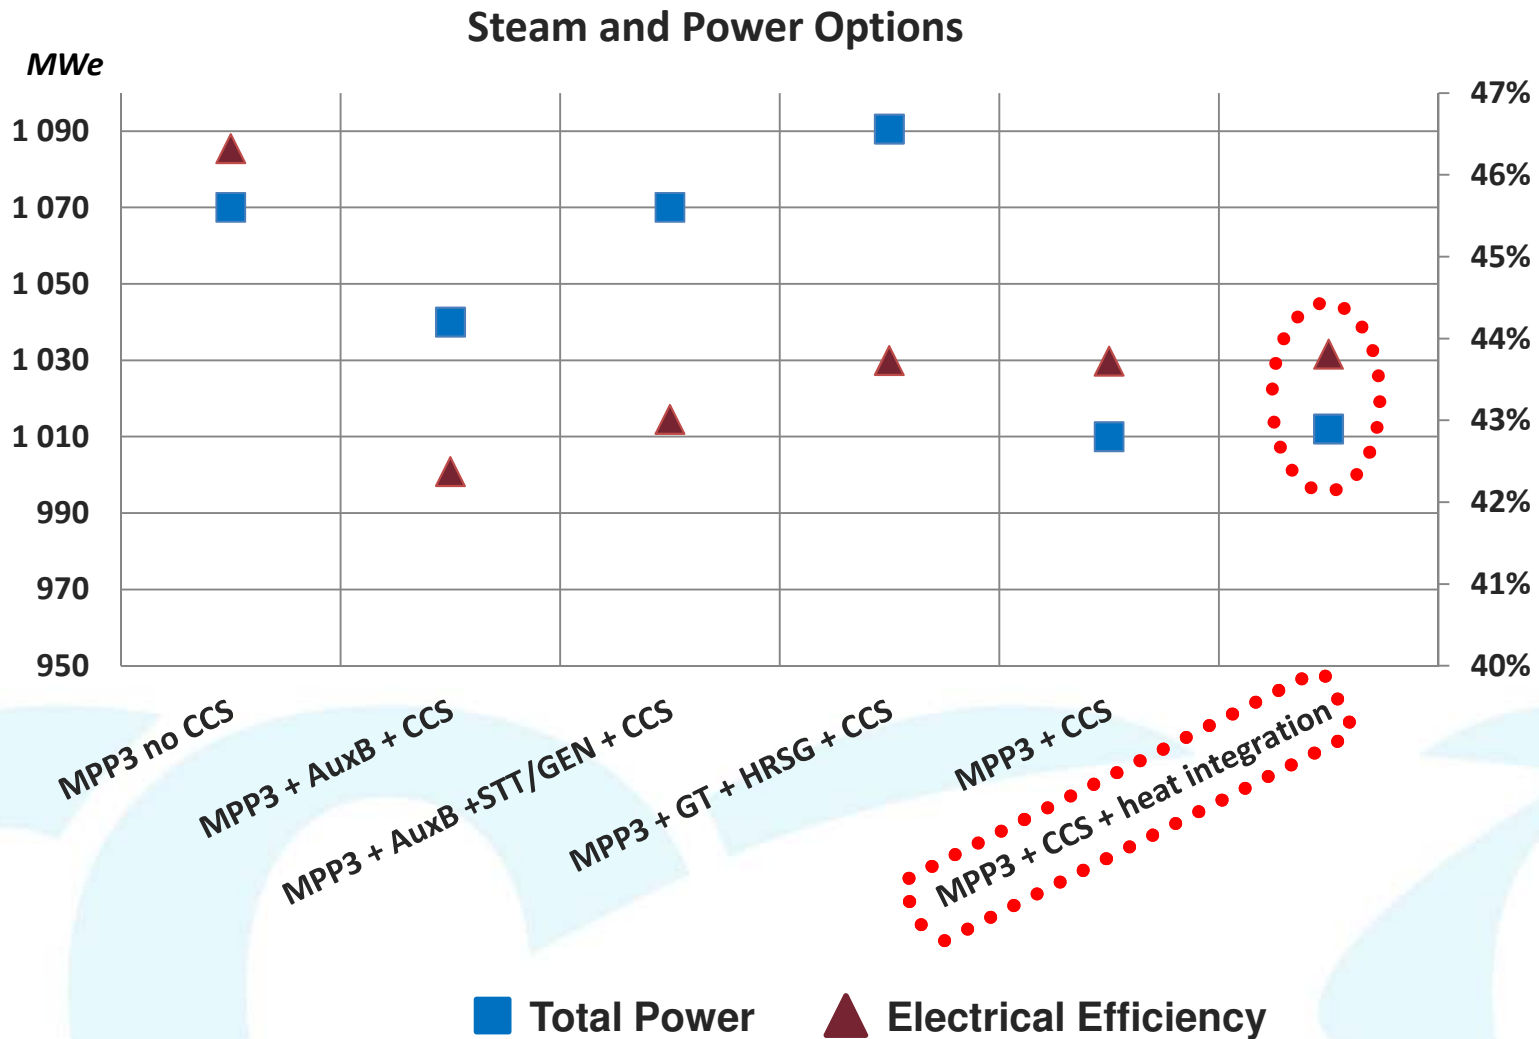 Steam and Power Options
MWe
1 090
1 070
1 050
1 030
1 010
990
970
950
47%
46%
45%
44%
43%
42%
41%
40%
MPP3 no CCS
MPP3 + AuxB + CCS
MPP3 + AuxB +STT/GEN + CCS
MPP3 + GT + HRSG + CCS
MPP3 + CCS
MPP3 + CCS + heat integration
Total Power
Electrical Efficiency